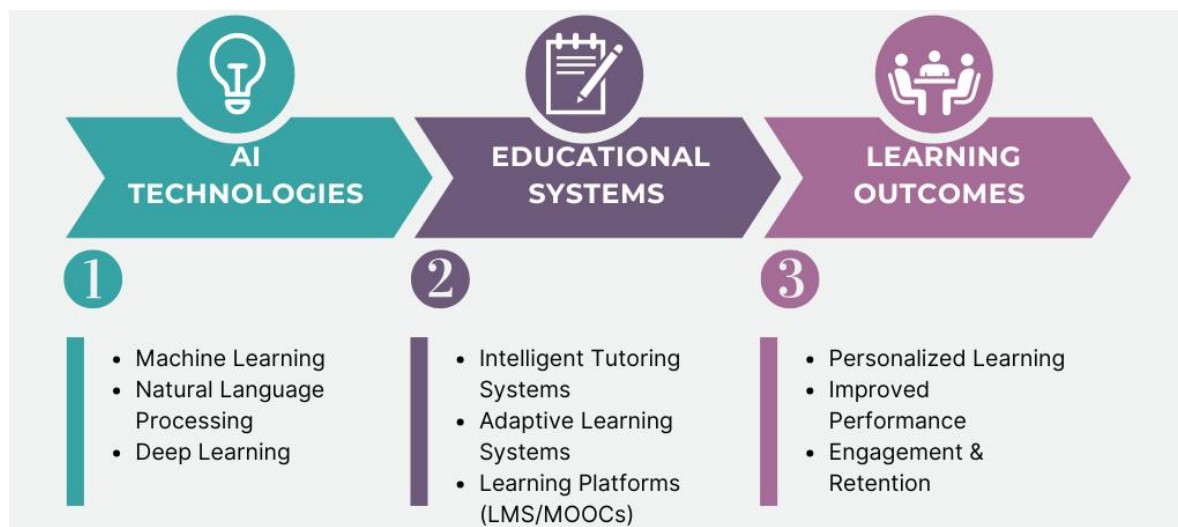 AI
TECHNOLOGIES
EDUCATIONAL
SYSTEMS
LEARNING
OUTCOMES
1
2
3
• Machine Learning
• Natural Language
Processing
• Deep Learning
• Intelligent Tutoring
Systems
• Adaptive Learning
Systems
• Learning Platforms
(LMS/MOOCs)
• Personalized Learning
• Improved
Performance
• Engagement &
Retention